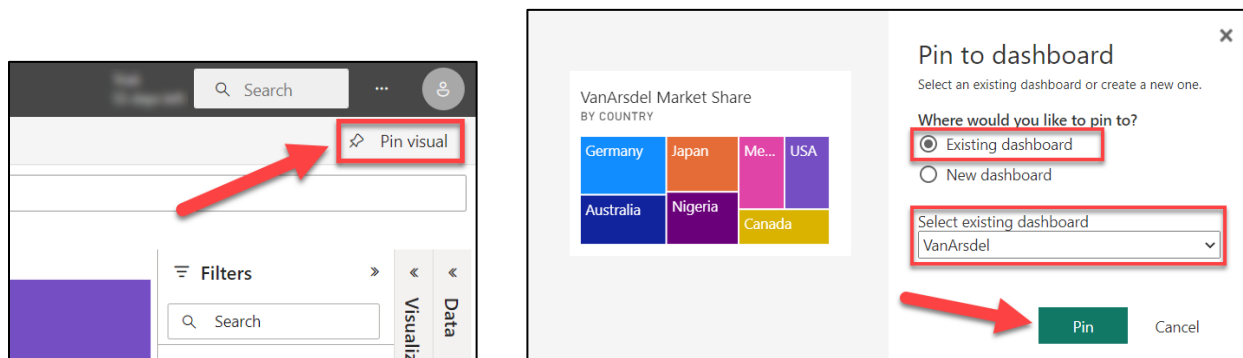 Search
...
Pin visual
Filters
Search
Visualiz
Data
VanArsdel Market Share
BY COUNTRY
Germany
Japan
Me...
USA
Australia
Nigeria
Canada
Pin to dashboard
Select an existing dashboard or create a new one.
Where would you like to pin to?
Existing dashboard
New dashboard
Select existing dashboard
VanArsdel
Pin
Cancel